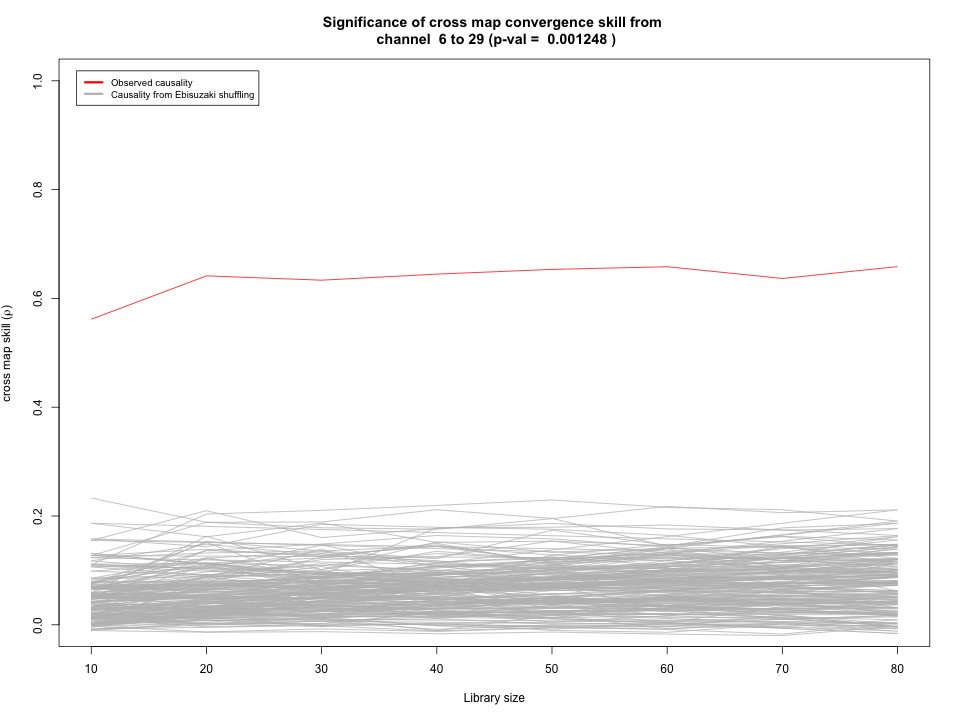 Significance of cross map convergence skill from
channel  6 to 29 (p-val =  0.001248 )
Observed causality
Causality from Ebisuzaki shuffling
cross map skill (ρ)
1.0
0.8
0.6
0.4
0.2
0.0
10 20 30 40 50 60 70 80
Library size